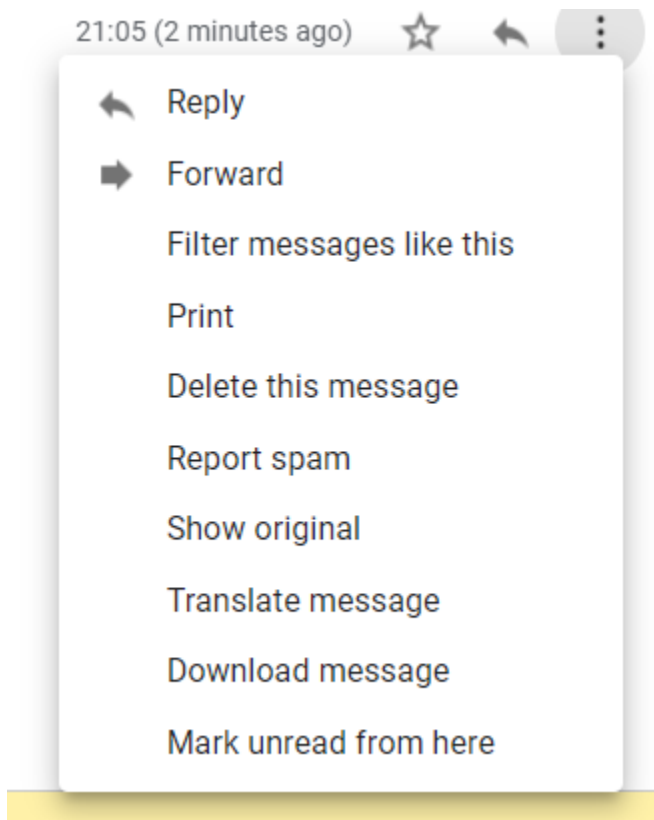 21:05 (2 minutes ago)
Reply
Forward
Filter messages like this
Print
Delete this message
Report spam
Show original
Translate message
Download message
Mark unread from here